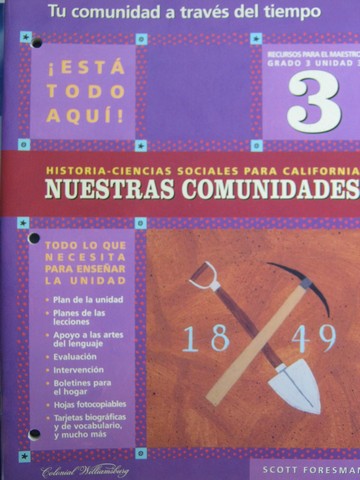 Tu comunidad a través del tiempo
¡ESTÁ
TODO
AQUÍ!
RECURSOS PARA EL MAESTRO
GRADO 3 UNIDAD 3
3
HISTORIA-CIENCIAS SOCIALES PARA CALIFORNIA
NUESTRAS COMUNIDADES
TODO LO QUE
NECESITA
PARA ENSEÑAR
LA UNIDAD
• Plan de la unidad
• Planes de las
lecciones
• Apoyo a las artes
del lenguaje
• Evaluación
• Intervención
• Boletines para
el hogar
• Hojas fotocopiables
• Tarjetas biográficas
y de vocabulario,
y mucho más
18 49
Colonial Williamsburg
SCOTT FORESMAN